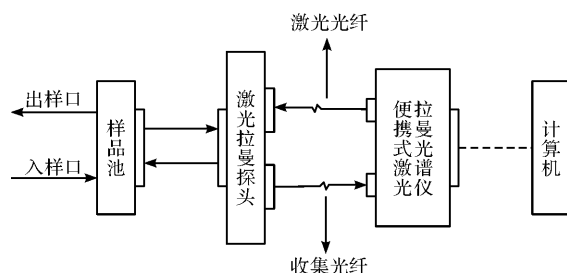 激光光纤
出样口
入样口
样品池
激光拉曼探头
便携式激光
拉曼光谱仪
计算机
收集光纤